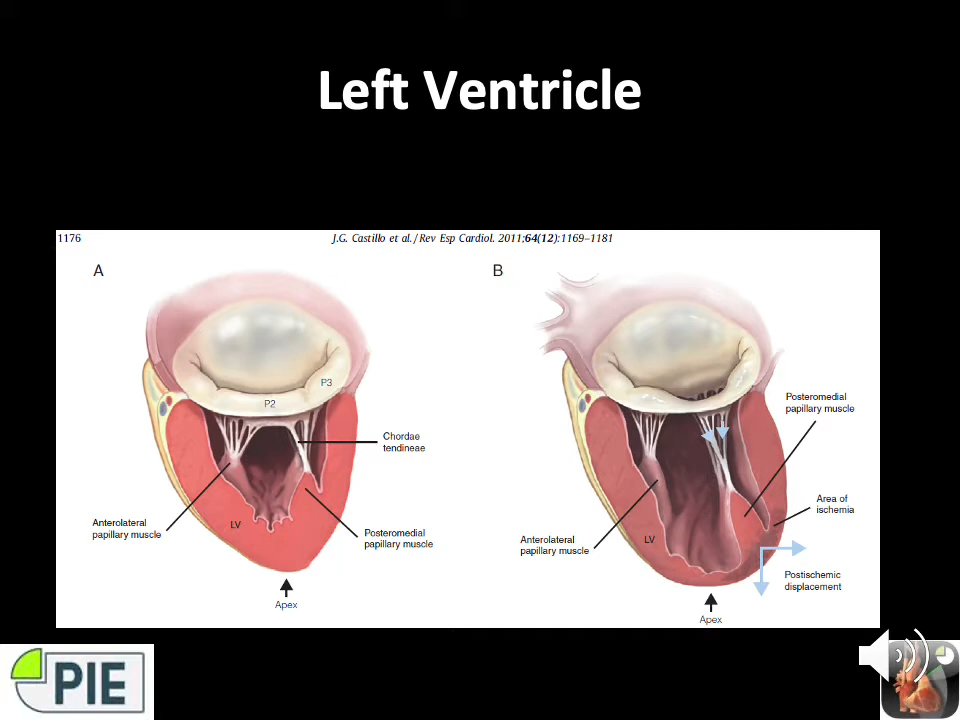 Left Ventricle
1176
J.G. Castillo et al. / Rev Esp Cardiol. 2011;64(12):1169–1181
A
P3
P2
Chordae
tendineae
Anterolateral
papillary muscle
LV
Posteromedial
papillary muscle
Apex
B
Posteromedial
papillary muscle
Area of
ischemia
Anterolateral
papillary muscle
LV
Postischemic
displacement
Apex
PIE